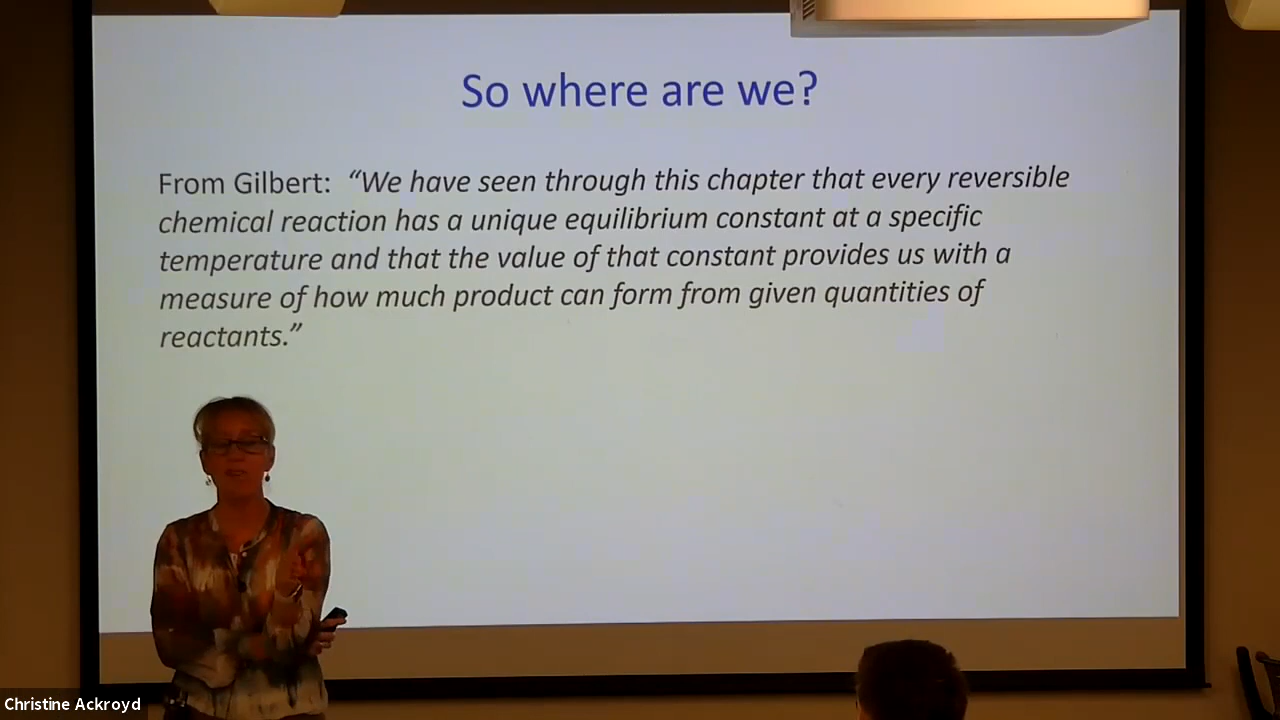 So where are we?
From Gilbert: “We have seen through this chapter that every reversible
chemical reaction has a unique equilibrium constant at a specific
temperature and that the value of that constant provides us with a
measure of how much product can form from given quantities of
reactants.”
Christine Ackroyd